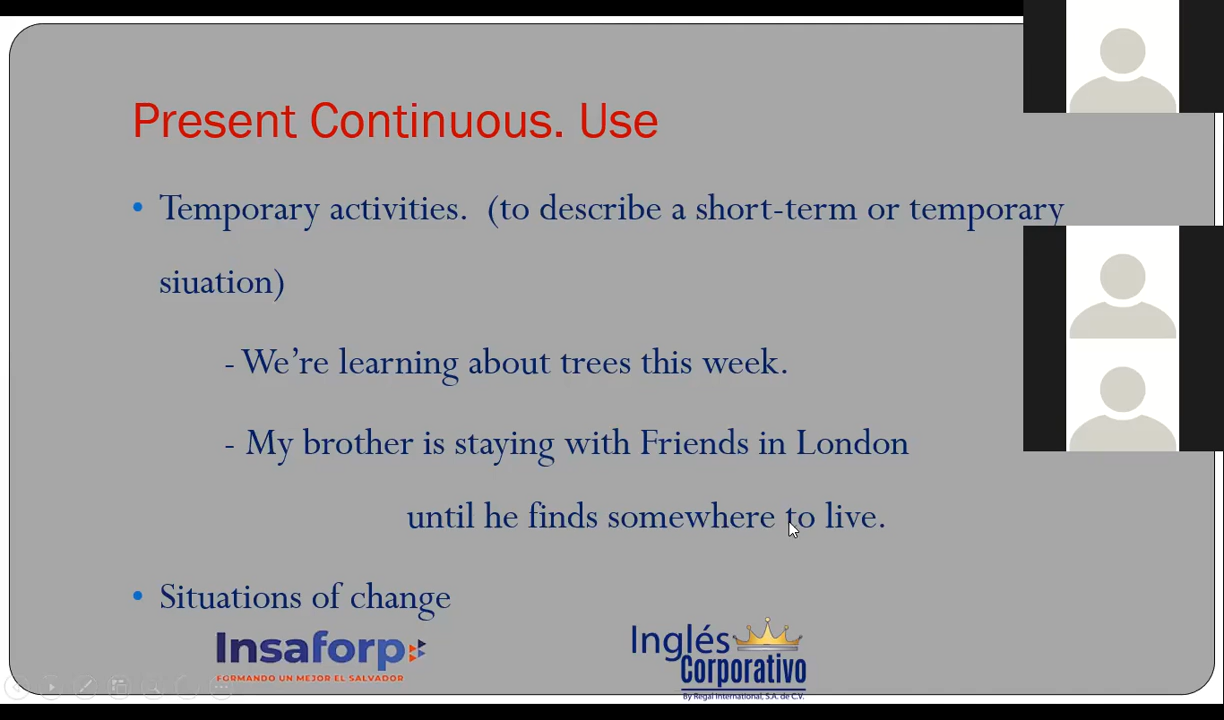 Present Continuous. Use
• Temporary activities. (to describe a short-term or temporary
siuation)
- We're learning about trees this week.
- My brother is staying with Friends in London
until he finds somewhere to live.
• Situations of change
Insaforp
FORMANDO UN MEJOR EL SALVADOR
Inglés
Corporativo
By Regal International, S.A. de C.V.